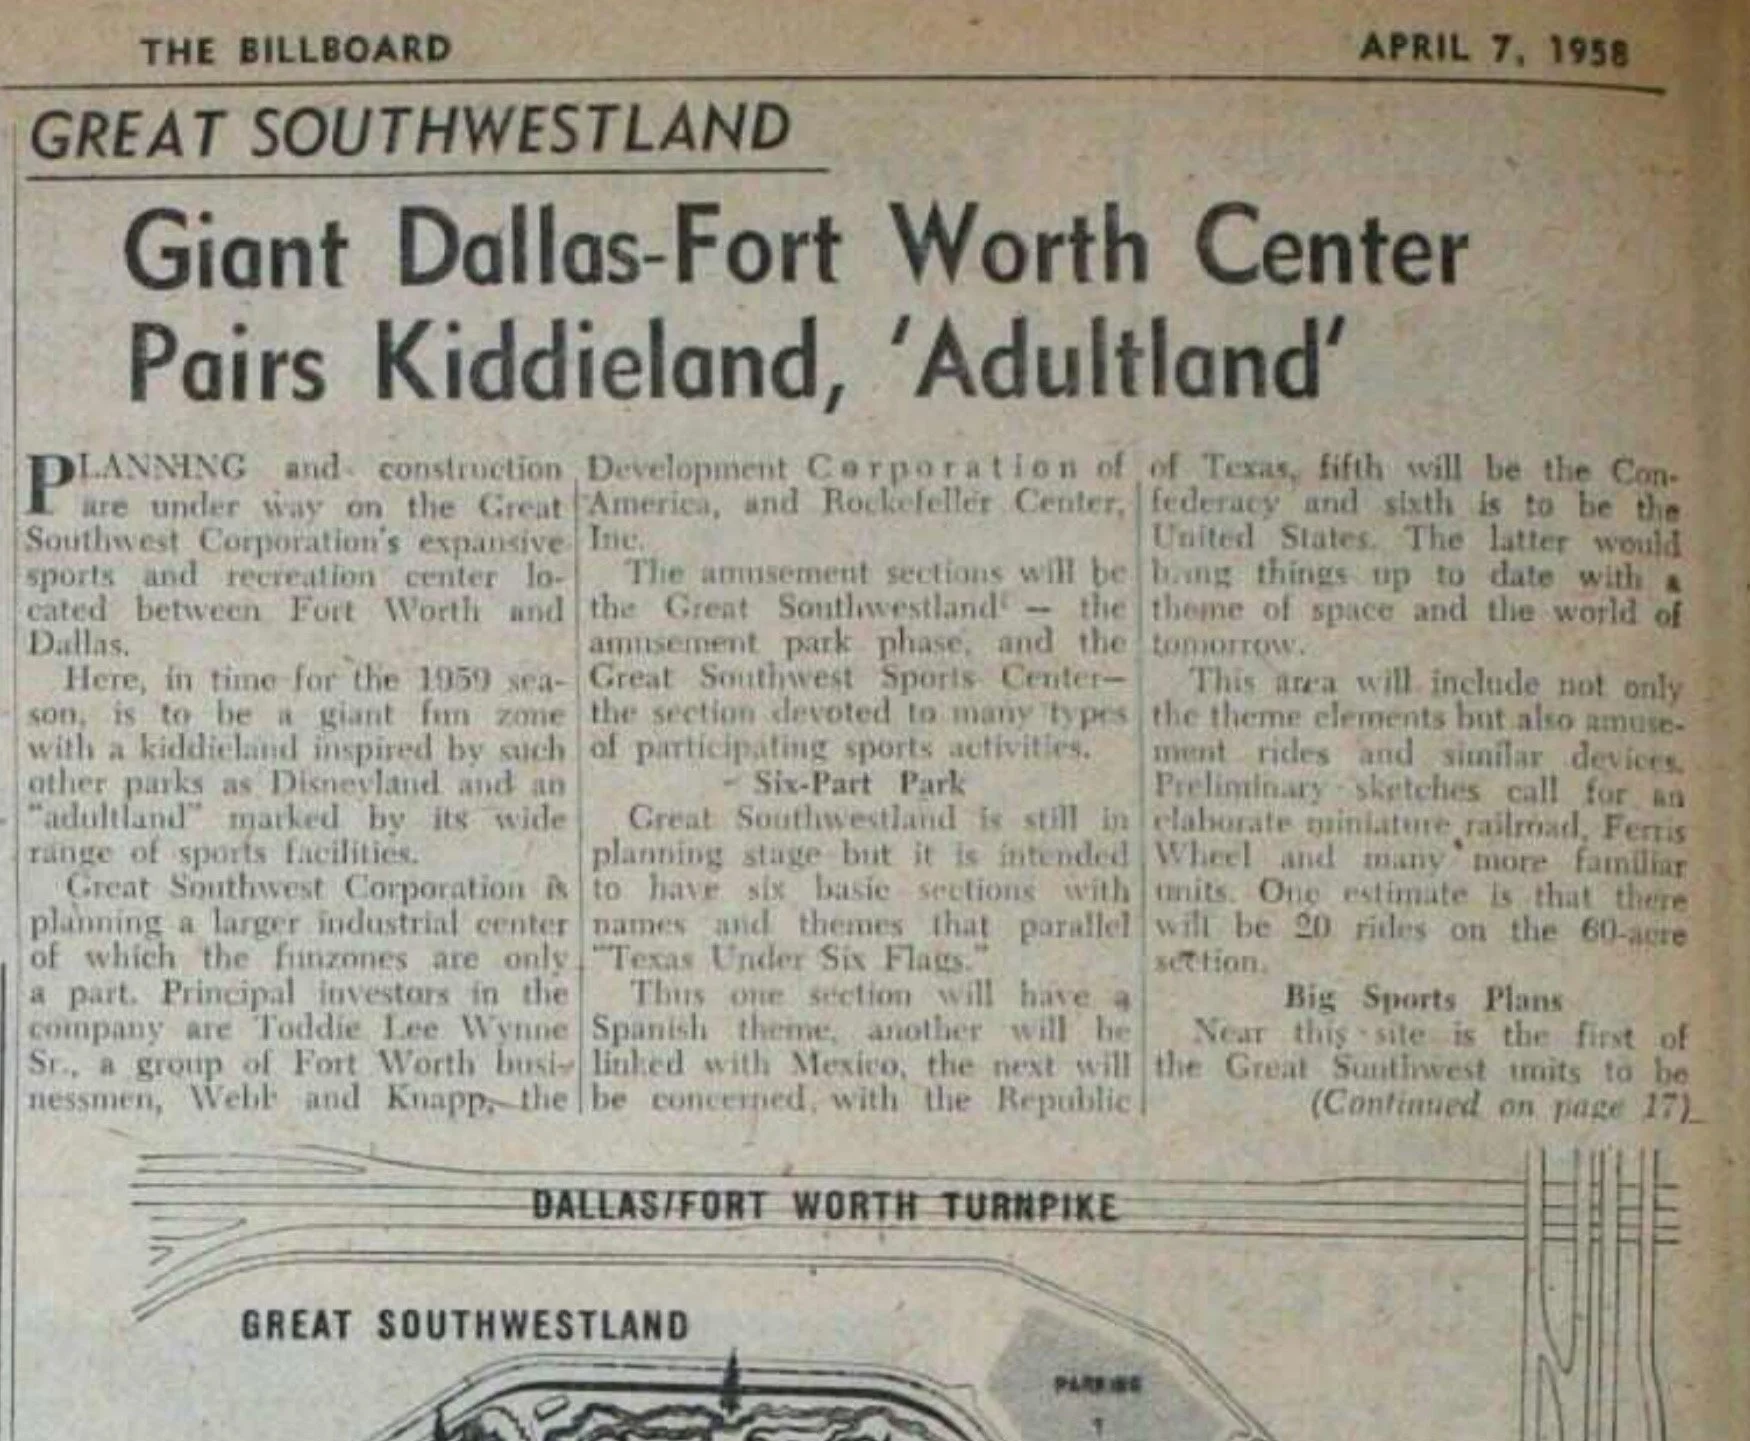 THE BILLBOARD
APRIL 7, 1958
GREAT SOUTHWESTLAND
Giant Dallas-Fort Worth Center
Pairs Kiddieland, 'Adultland'
PLANNING and construction
are under way on the Great
Southwest Corporation's expansive
sports and recreation center lo-
cated between Fort Worth and
Dallas.
Here, in time for the 1959 sea-
son, is to be a giant fun zone
with a kiddieland inspired by such
other parks as Disneyland and an
"adultland" marked by its wide
range of sports facilities.
Great Southwest Corporation is
planning a larger industrial center
of which the funzones are only
a part. Principal investors in the
company are Toddie Lee Wynne
Sr., a group of Fort Worth busi-
nessmen, Webb and Knapp, the
Development Corporation of
America, and Rockefeller Center,
Inc.
The amusement sections will be
the Great Southwestland — the
amusement park phase, and the
Great Southwest Sports Center—
the section devoted to many types
of participating sports activities.
Six-Part Park
Great Southwestland is still in
planning stage but it is intended
to have six basic sections with
names and themes that parallel
"Texas Under Six Flags."
Thus one section will have a
Spanish theme, another will be
linked with Mexico, the next will
be concerned with the Republic
of Texas, fifth will be the Con-
federacy and sixth is to be the
United States. The latter would
bring things up to date with a
theme of space and the world of
tomorrow.
This area will include not only
the theme elements but also amuse-
ment rides and similar devices.
Preliminary sketches call for an
elaborate miniature railroad, Ferris
Wheel and many more familiar
units. One estimate is that there
will be 20 rides on the 60-acre
section.
Big Sports Plans
Near this site is the first of
the Great Southwest units to be
(Continued on page 17)
DALLAS/FORT WORTH TURNPIKE
GREAT SOUTHWESTLAND
PARKING